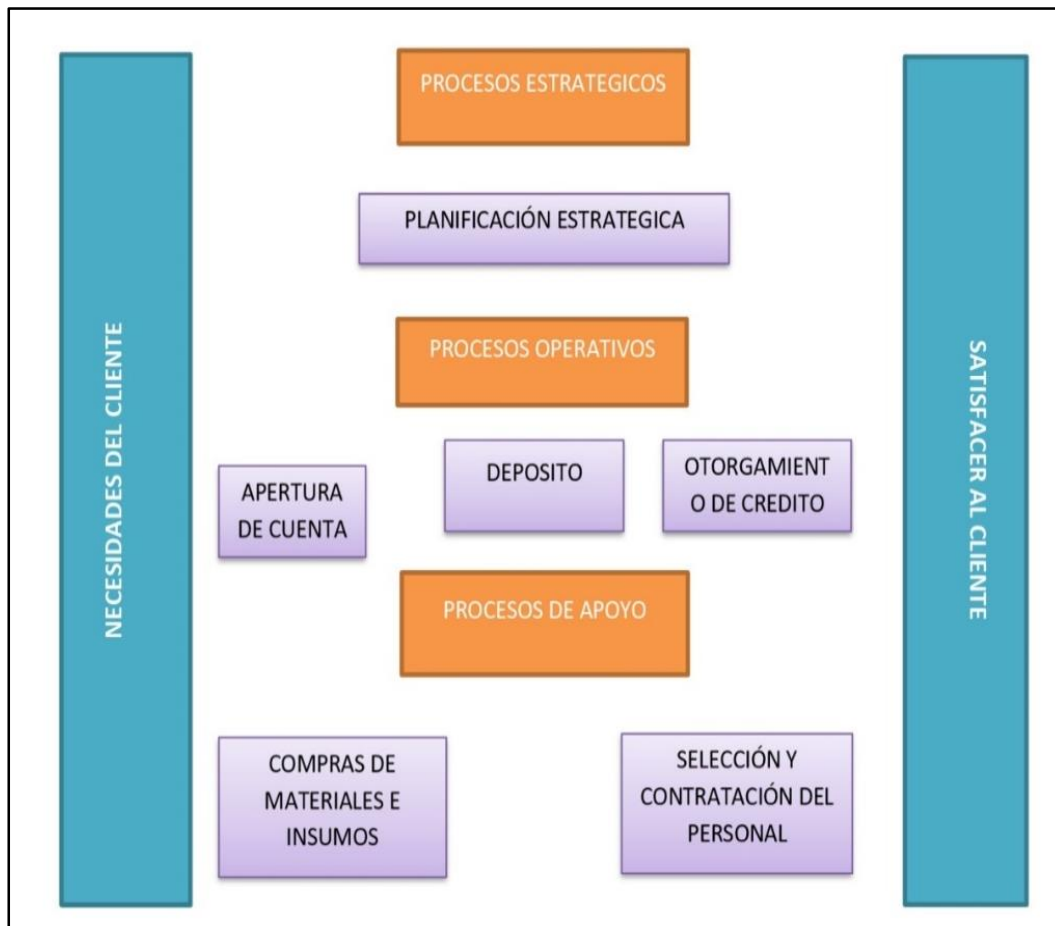 NECESIDADES DEL CLIENTE
PROCESOS ESTRATEGICOS
PLANIFICACIÓN ESTRATEGICA
PROCESOS OPERATIVOS
APERTURA
DE CUENTA
DEPOSITO
OTORGAMIENT
O DE CREDITO
PROCESOS DE APOYO
COMPRAS DE
MATERIALES E
INSUMOS
SELECCIÓN Y
CONTRATACIÓN DEL
PERSONAL
SATISFACER AL CLIENTE